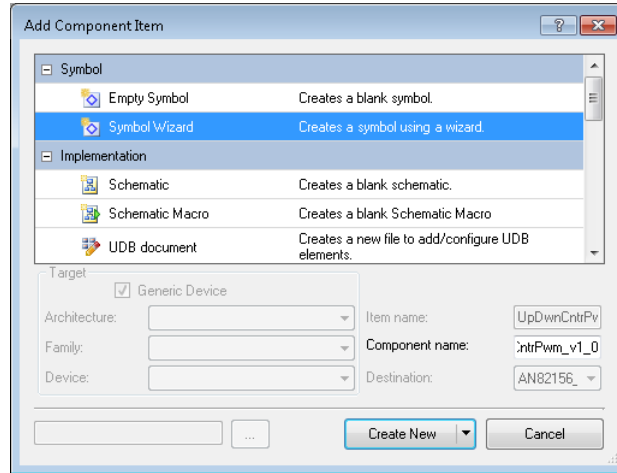 Add Component Item
?
Symbol
Empty Symbol Creates a blank symbol.
Symbol Wizard Creates a symbol using a wizard.
Implementation
Schematic Creates a blank schematic.
Schematic Macro Creates a blank Schematic Macro
UDB document Creates a new file to add/configure UDB
elements.
Target
Generic Device
Architecture: Item name: UpDwnCntrPv
Family: Component name: CntrPwm_v1_0
Device: Destination: AN82156_
... Create New Cancel